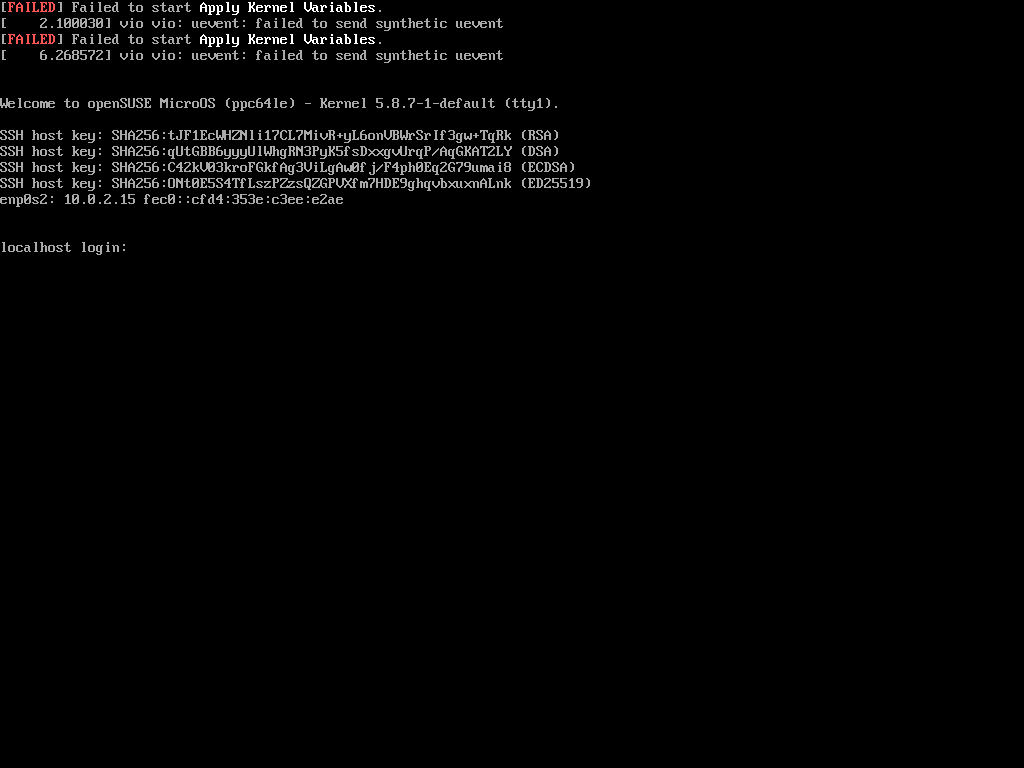 [FAILED] Failed to start Apply Kernel Variables.
[    2.100030] vio vio: uevent: failed to send synthetic uevent
[FAILED] Failed to start Apply Kernel Variables.
[    6.268572] vio vio: uevent: failed to send synthetic uevent
Welcome to openSUSE MicroOS (ppc64le) - Kernel 5.8.7-1-default (tty1).
SSH host key: SHA256:tJF1EcWHZNli17CL7MivR+yL6onVBWrSrIf3gw+TqRk (RSA)
SSH host key: SHA256:qUtGBB6yyyUlWhgRN3PyK5fsDxxgvUrqP/AqGKAT2LY (DSA)
SSH host key: SHA256:C42kV03kroFGkfAg3ViLgAw0fj/F4ph0Eq2G79umai8 (ECDSA)
SSH host key: SHA256:ONt0E5S4TfLszPZzsQZGPVXfm7HDE9ghqvbxuxnALnk (ED25519)
enp0s2: 10.0.2.15 fec0::cfd4:353e:c3ee:e2ae
localhost login: